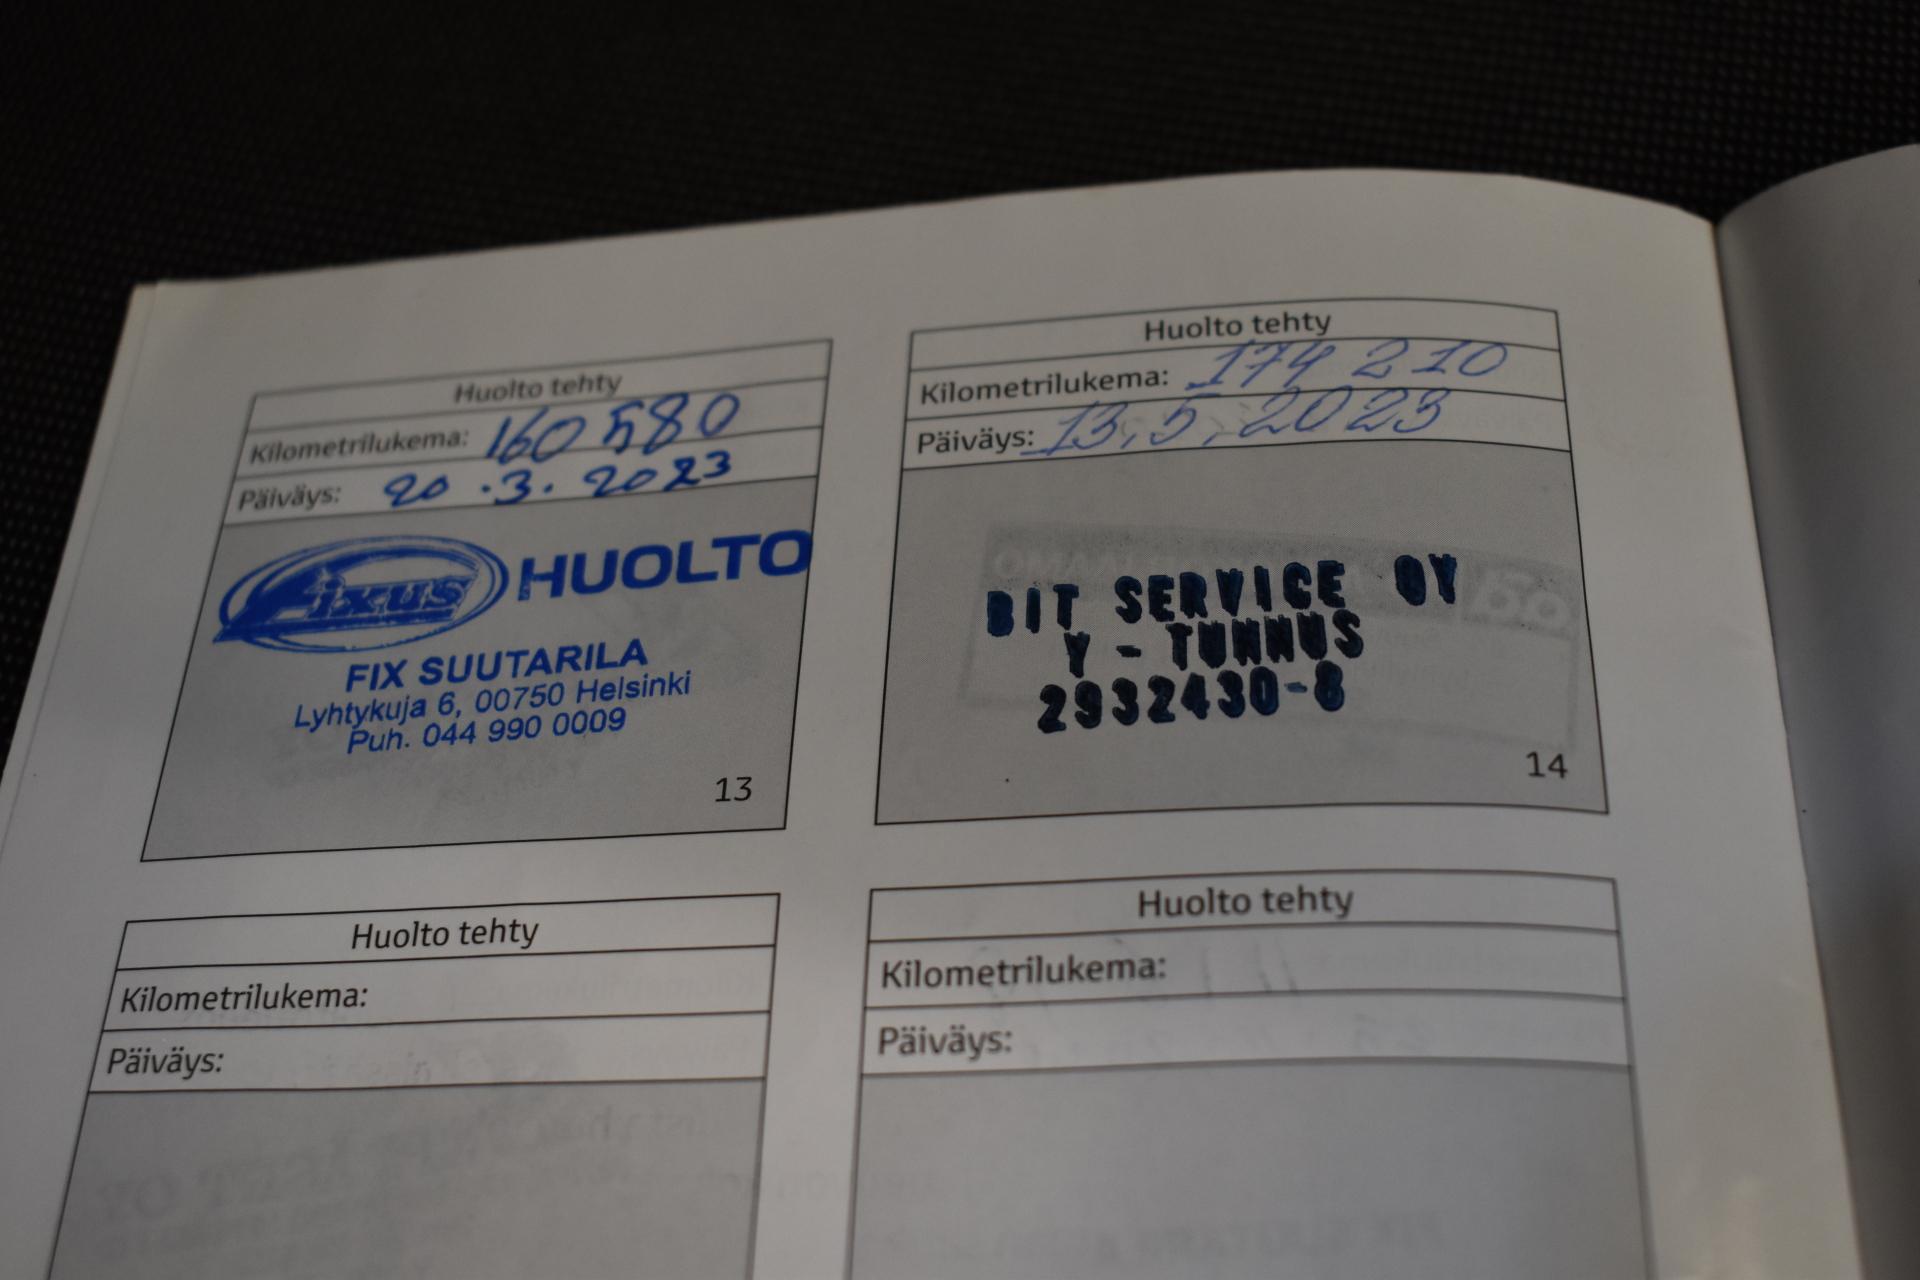 Huolto tehty
Kilometrilukema: 160 580
Päiväys: 20.3.2023
Fixus HUOLTO
FIX SUUTARILA
Lyhtykuja 6, 00750 Helsinki
Puh. 044 990 0009
13
Huolto tehty
Kilometrilukema: 174 210
Päiväys: 13.5.2023
BIT SERVICE OY
Y - TUNNUS
2932430-8
14
Huolto tehty
Kilometrilukema:
Päiväys:
Huolto tehty
Kilometrilukema:
Päiväys: